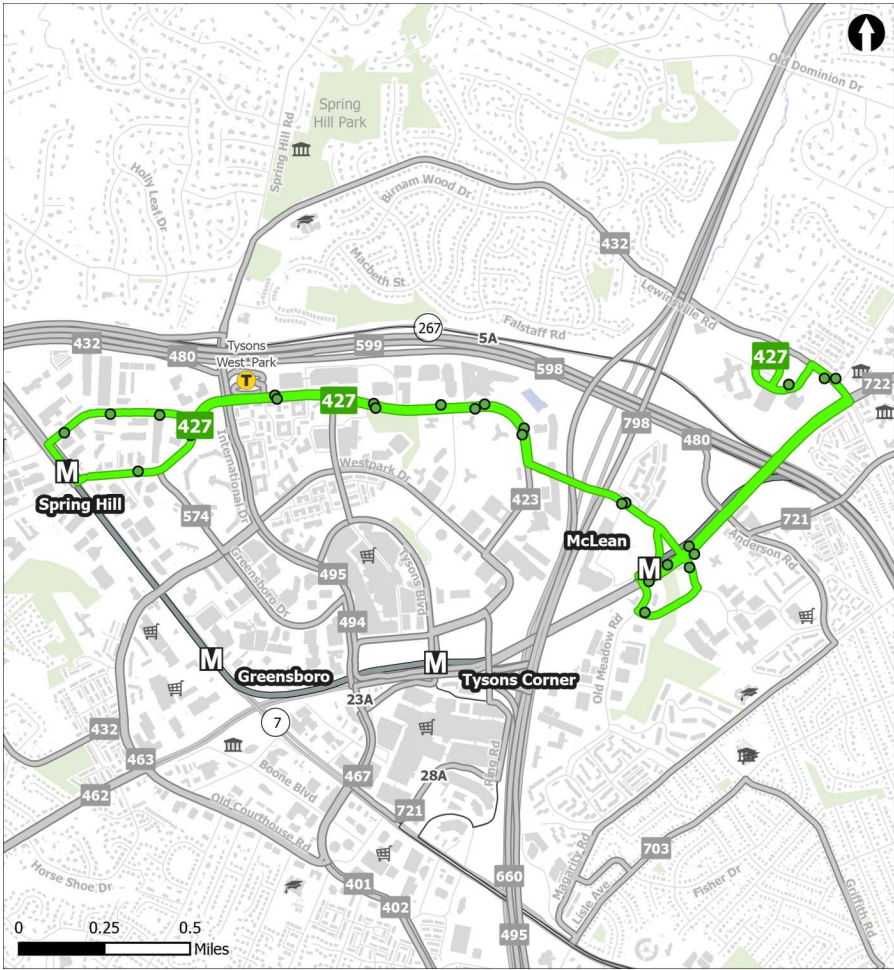 Old Dominion Dr
Spring
Hill Park
Spring Hill Rd
Holly Leaf Dr
Birnam Wood Dr
432
Macbeth St
Lewinsville Rd
267
5A
Falstaff Rd
432
480
Tysons
West*Park
599
598
427
722
T
427
427
798
480
International Dr
Westpark Dr
M
Spring Hill
574
423
McLean
721
Anderson Rd
M
495
Greensboro Dr
Tysons Blvd
494
Old Meadow Rd
M
Greensboro
M
Tysons Corner
23A
7
432
463
Boone Blvd
467
28A
Ring Rd
462
721
Old Courthouse Rd
Magarity Rd
703
Horse Shoe Dr
401
402
660
Lisle Ave
Fisher Dr
Griffith Rd
495
0
0.25
0.5
Miles